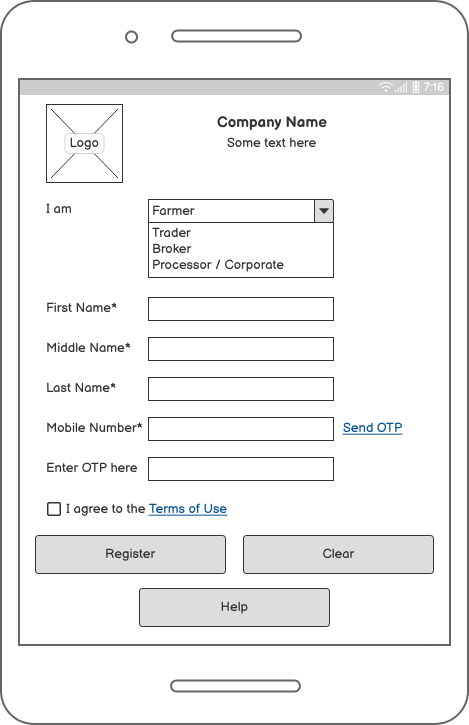 7:16
Logo
Company Name
Some text here
I am
Farmer
Trader
Broker
Processor / Corporate
First Name*
Middle Name*
Last Name*
Mobile Number*
Send OTP
Enter OTP here
I agree to the Terms of Use
Register
Clear
Help